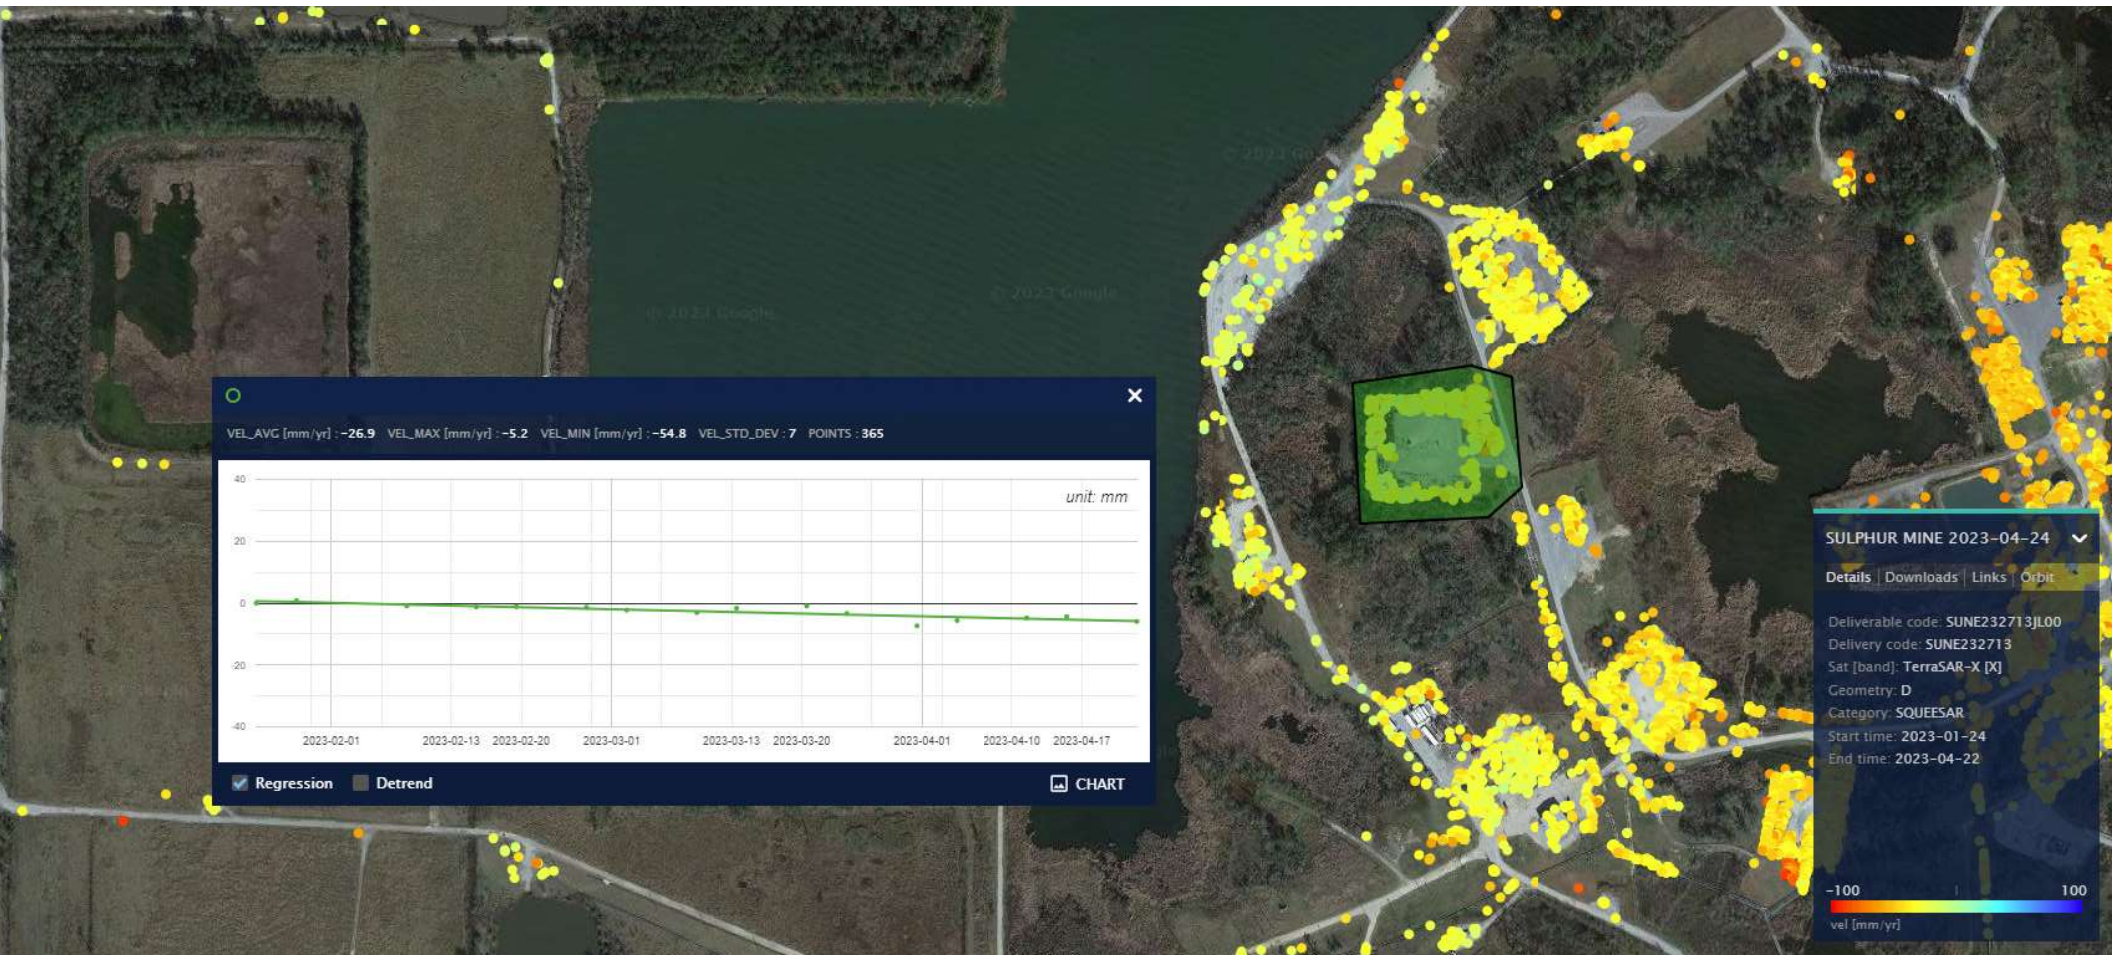 © 2023 Google
© 2023 Google
VEL_AVG [mm/yr] : -26.9 VEL_MAX [mm/yr] : -5.2 VEL_MIN [mm/yr] : -54.8 VEL_STD_DEV : 7 POINTS : 365
unit: mm
40
20
0
-20
-40
2023-02-01 2023-02-13 2023-02-20 2023-03-01 2023-03-13 2023-03-20 2023-04-01 2023-04-10 2023-04-17
Regression Detrend CHART
SULPHUR MINE 2023-04-24
Details | Downloads | Links | Orbit
Deliverable code: SUNE232713JL00
Delivery code: SUNE232713
Sat [band]: TerraSAR-X [X]
Geometry: D
Category: SQUEESAR
Start time: 2023-01-24
End time: 2023-04-22
-100 100
vel [mm/yr]